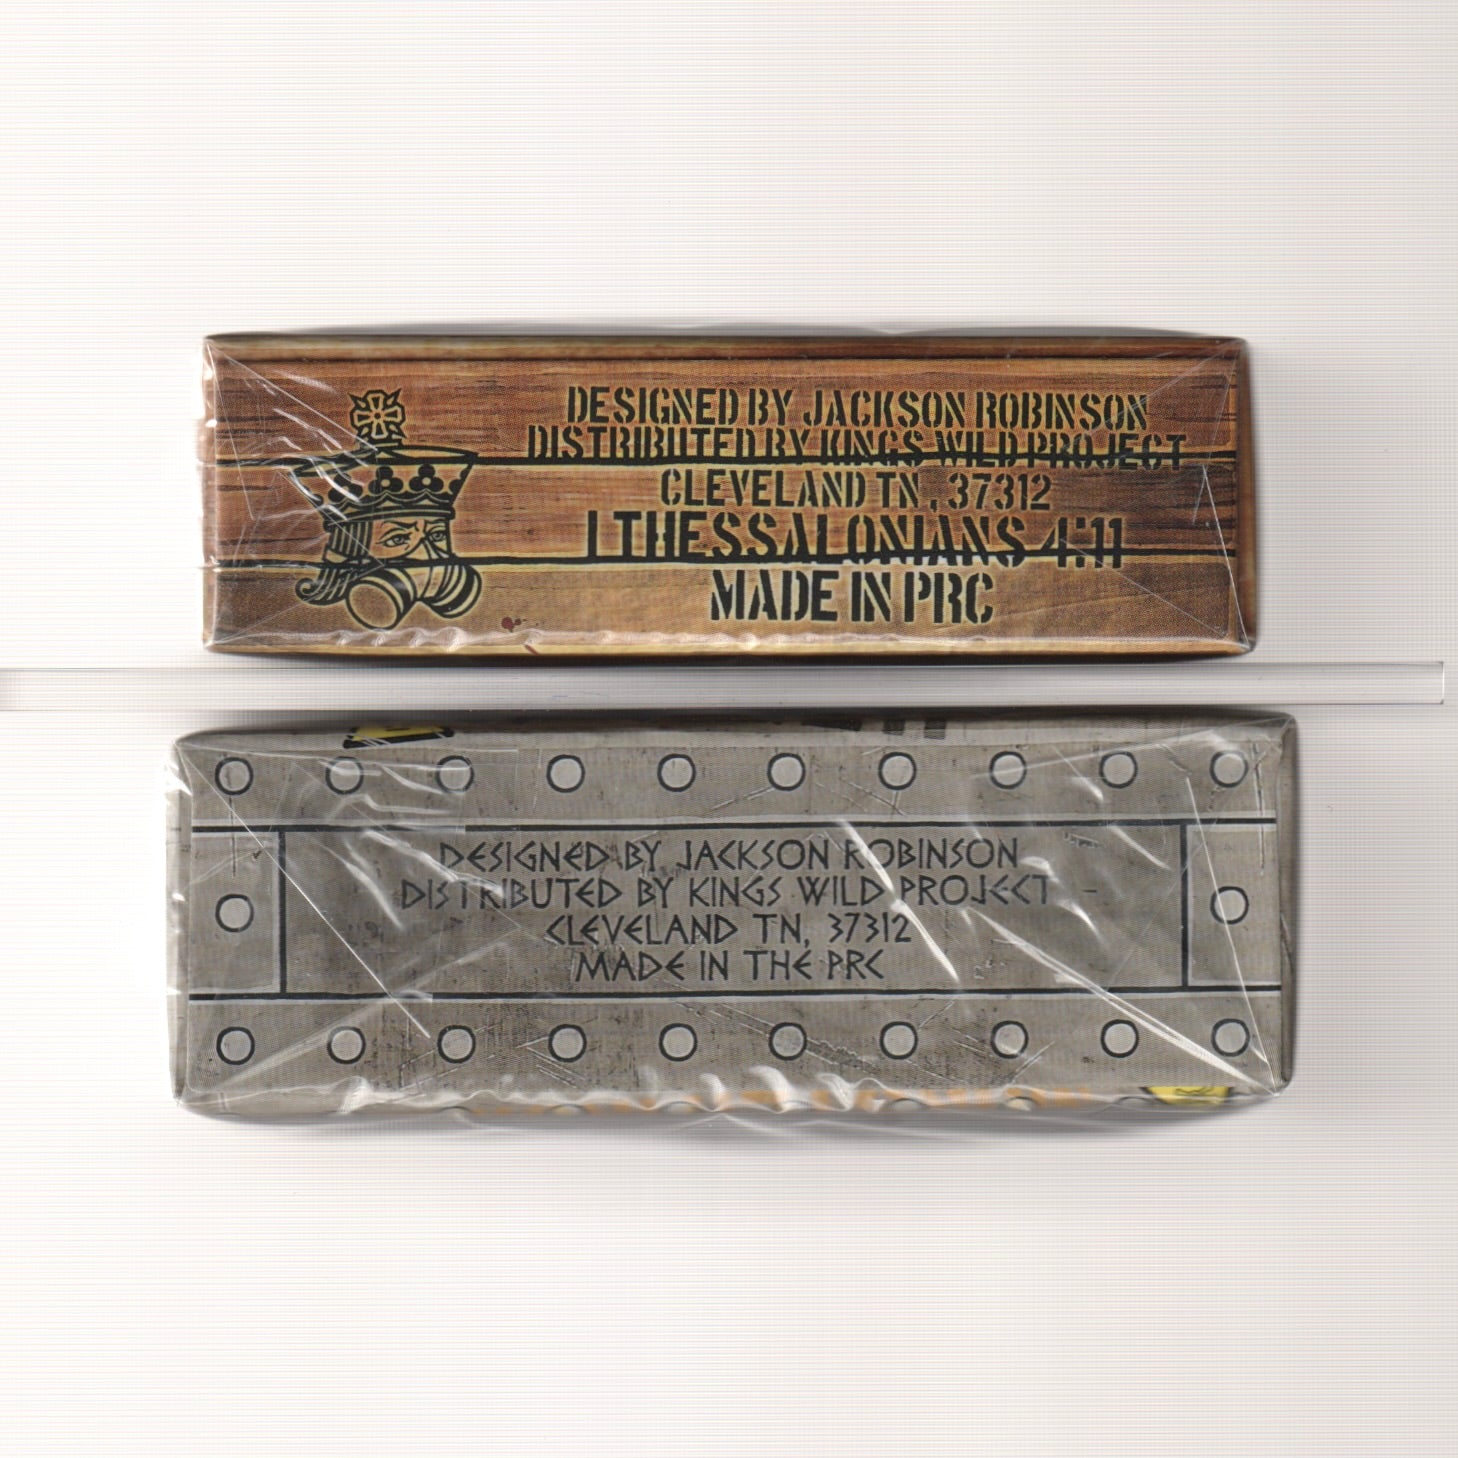 DESIGNED BY JACKSON ROBINSON
DISTRIBUTED BY KINGS WILD PROJECT
CLEVELAND TN, 37312
1 THESSALONIANS 4:11
MADE IN PRC
DESIGNED BY JACKSON ROBINSON
DISTRIBUTED BY KINGS WILD PROJECT
CLEVELAND TN, 37312
MADE IN THE PRC